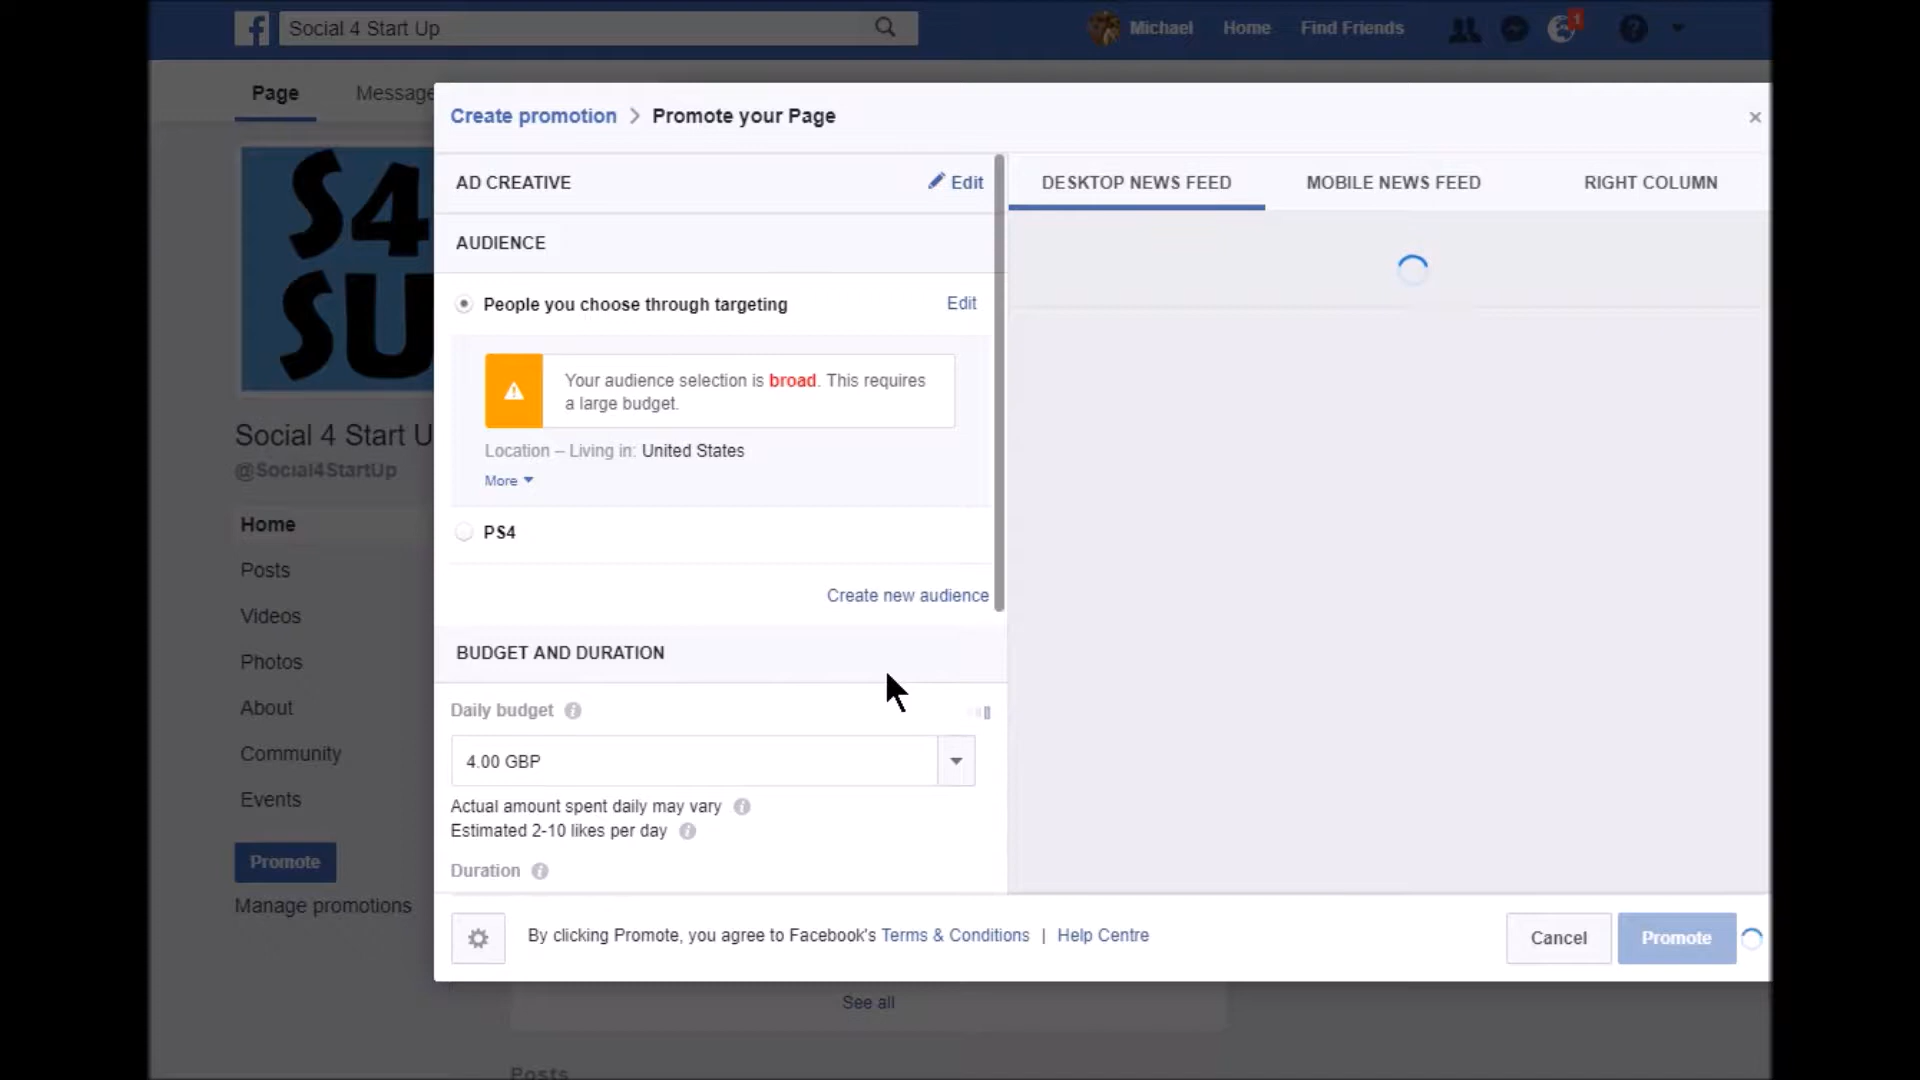 Social 4 Start Up
Michael
Home
Find Friends
1
Page
Message
Create promotion > Promote your Page
×
AD CREATIVE
Edit
DESKTOP NEWS FEED
MOBILE NEWS FEED
RIGHT COLUMN
AUDIENCE
People you choose through targeting
Edit
Your audience selection is broad. This requires
a large budget.
Location – Living in: United States
More
PS4
Create new audience
S4
SU
Social 4 Start U
@Social4StartUp
Home
Posts
Videos
Photos
About
Community
Events
Promote
Manage promotions
BUDGET AND DURATION
Daily budget
4.00 GBP
Actual amount spent daily may vary
Estimated 2-10 likes per day
Duration
By clicking Promote, you agree to Facebook's Terms & Conditions | Help Centre
Cancel
Promote
See all
Posts